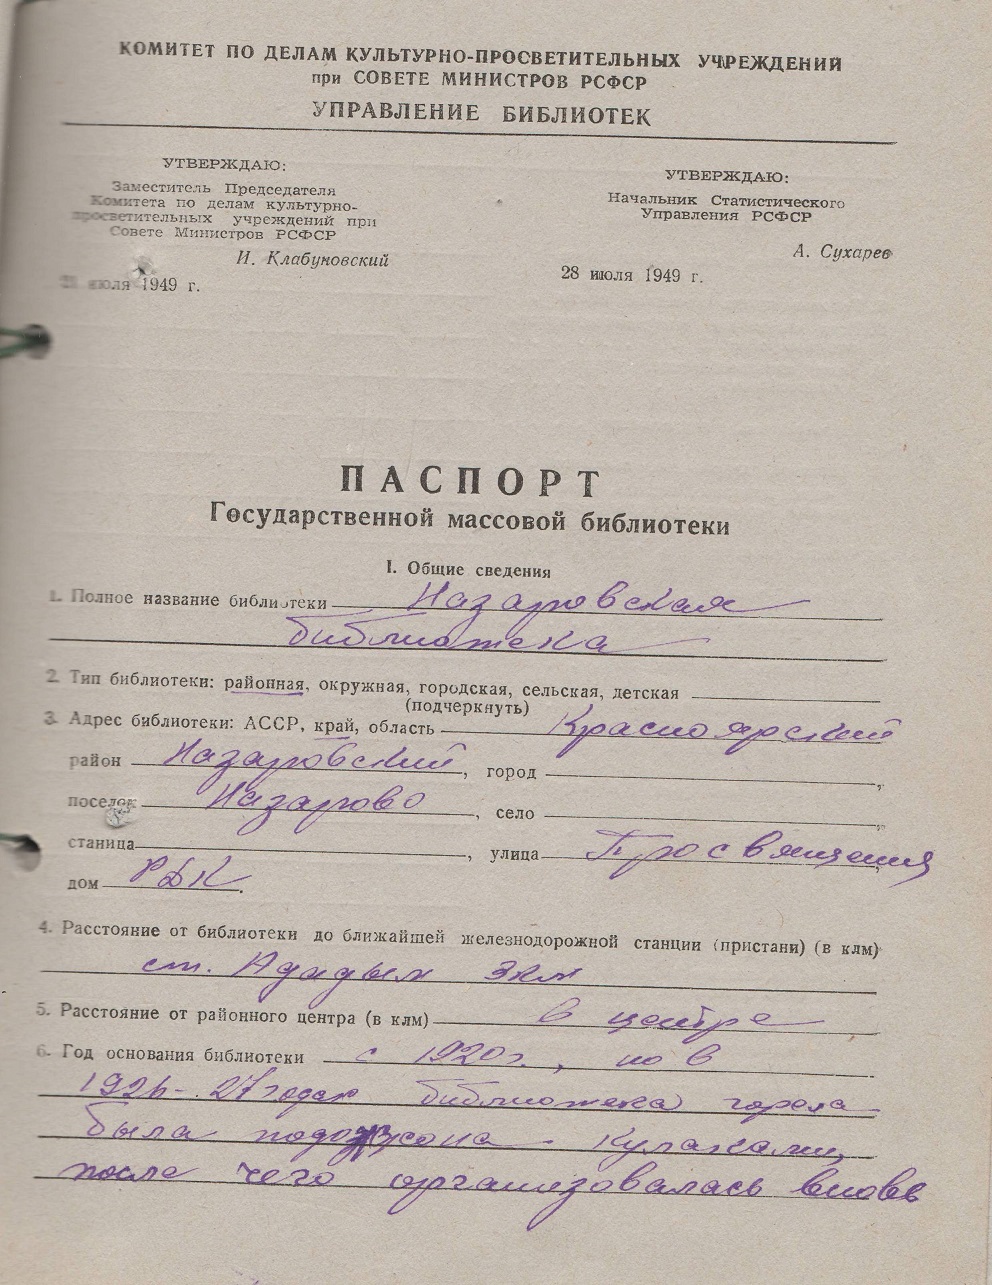 КОМИТЕТ ПО ДЕЛАМ КУЛЬТУРНО-ПРОСВЕТИТЕЛЬНЫХ УЧРЕЖДЕНИЙ
при СОВЕТЕ МИНИСТРОВ РСФСР
УПРАВЛЕНИЕ БИБЛИОТЕК
УТВЕРЖДАЮ:
Заместитель Председателя
Комитета по делам культурно-
просветительных учреждений при
Совете Министров РСФСР
И. Клабуновский
июля 1949 г.
УТВЕРЖДАЮ:
Начальник Статистического
Управления РСФСР
А. Сухарев
28 июля 1949 г.
ПАСПОРТ
Государственной массовой библиотеки
I. Общие сведения
1. Полное название библиотеки Назаровская
библиотека
2. Тип библиотеки: районная, окружная, городская, сельская, детская
(подчеркнуть)
3. Адрес библиотеки: АССР, край, область Красноярский
район Назаровский, город
поселок Назарово, село
станица, улица Просвящения
дом РДК.
4. Расстояние от библиотеки до ближайшей железнодорожной станции (пристани) (в клм)
ст. Ададым 3км
5. Расстояние от районного центра (в клм) в центре
6. Год основания библиотеки с 1920г., но в
1926-27 годах библиотека горела
была подожжена кулаками,
после чего организовалась вновь